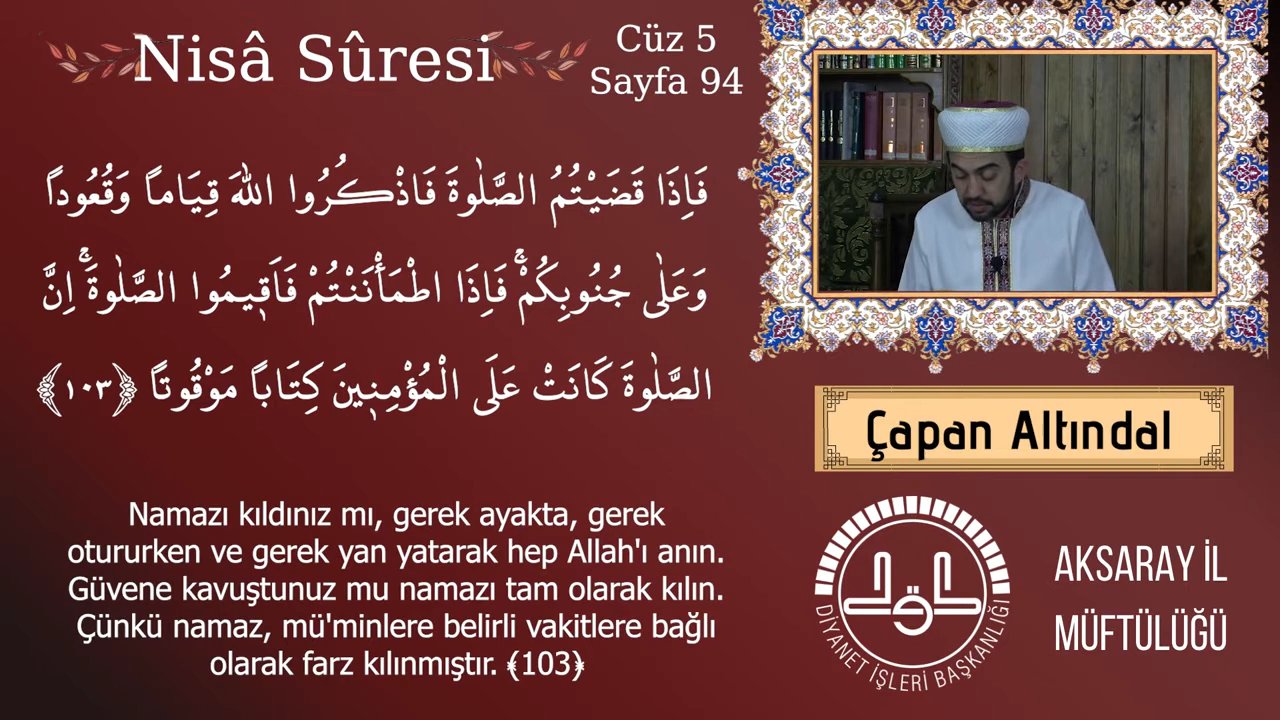 Nisâ Sûresi
Cüz 5
Sayfa 94
فَاِذَا قَضَيْتُمُ الصَّلٰوةَ فَاذْكُرُوا اللّٰهَ قِيَاماً وَقُعُوداً
وَعَلٰى جُنُوبِكُمْۚ فَاِذَا اطْمَأْنَنْتُمْ فَاَقٖيمُوا الصَّلٰوةَۚ اِنَّ
الصَّلٰوةَ كَانَتْ عَلَى الْمُؤْمِنٖينَ كِتَاباً مَوْقُوتاً ﴿١٠٣﴾
Namazı kıldınız mı, gerek ayakta, gerek
otururken ve gerek yan yatarak hep Allah'ı anın.
Güvene kavuştunuz mu namazı tam olarak kılın.
Çünkü namaz, mü'minlere belirli vakitlere bağlı
olarak farz kılınmıştır. ﴾103﴿
Çapan Altındal
DİYANET İŞLERİ BAŞKANLIĞI
AKSARAY İL
MÜFTÜLÜĞÜ